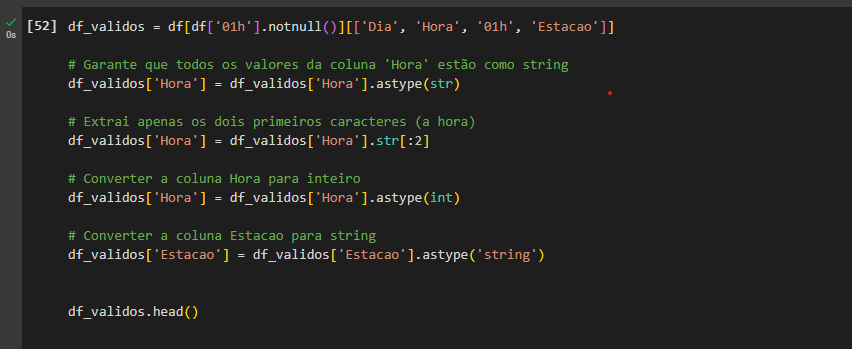 [52] df_validos = df[df['01h'].notnull()][['Dia', 'Hora', '01h', 'Estacao']]
0s
# Garante que todos os valores da coluna 'Hora' estão como string
df_validos['Hora'] = df_validos['Hora'].astype(str)
# Extrai apenas os dois primeiros caracteres (a hora)
df_validos['Hora'] = df_validos['Hora'].str[:2]
# Converter a coluna Hora para inteiro
df_validos['Hora'] = df_validos['Hora'].astype(int)
# Converter a coluna Estacao para string
df_validos['Estacao'] = df_validos['Estacao'].astype('string')
df_validos.head()